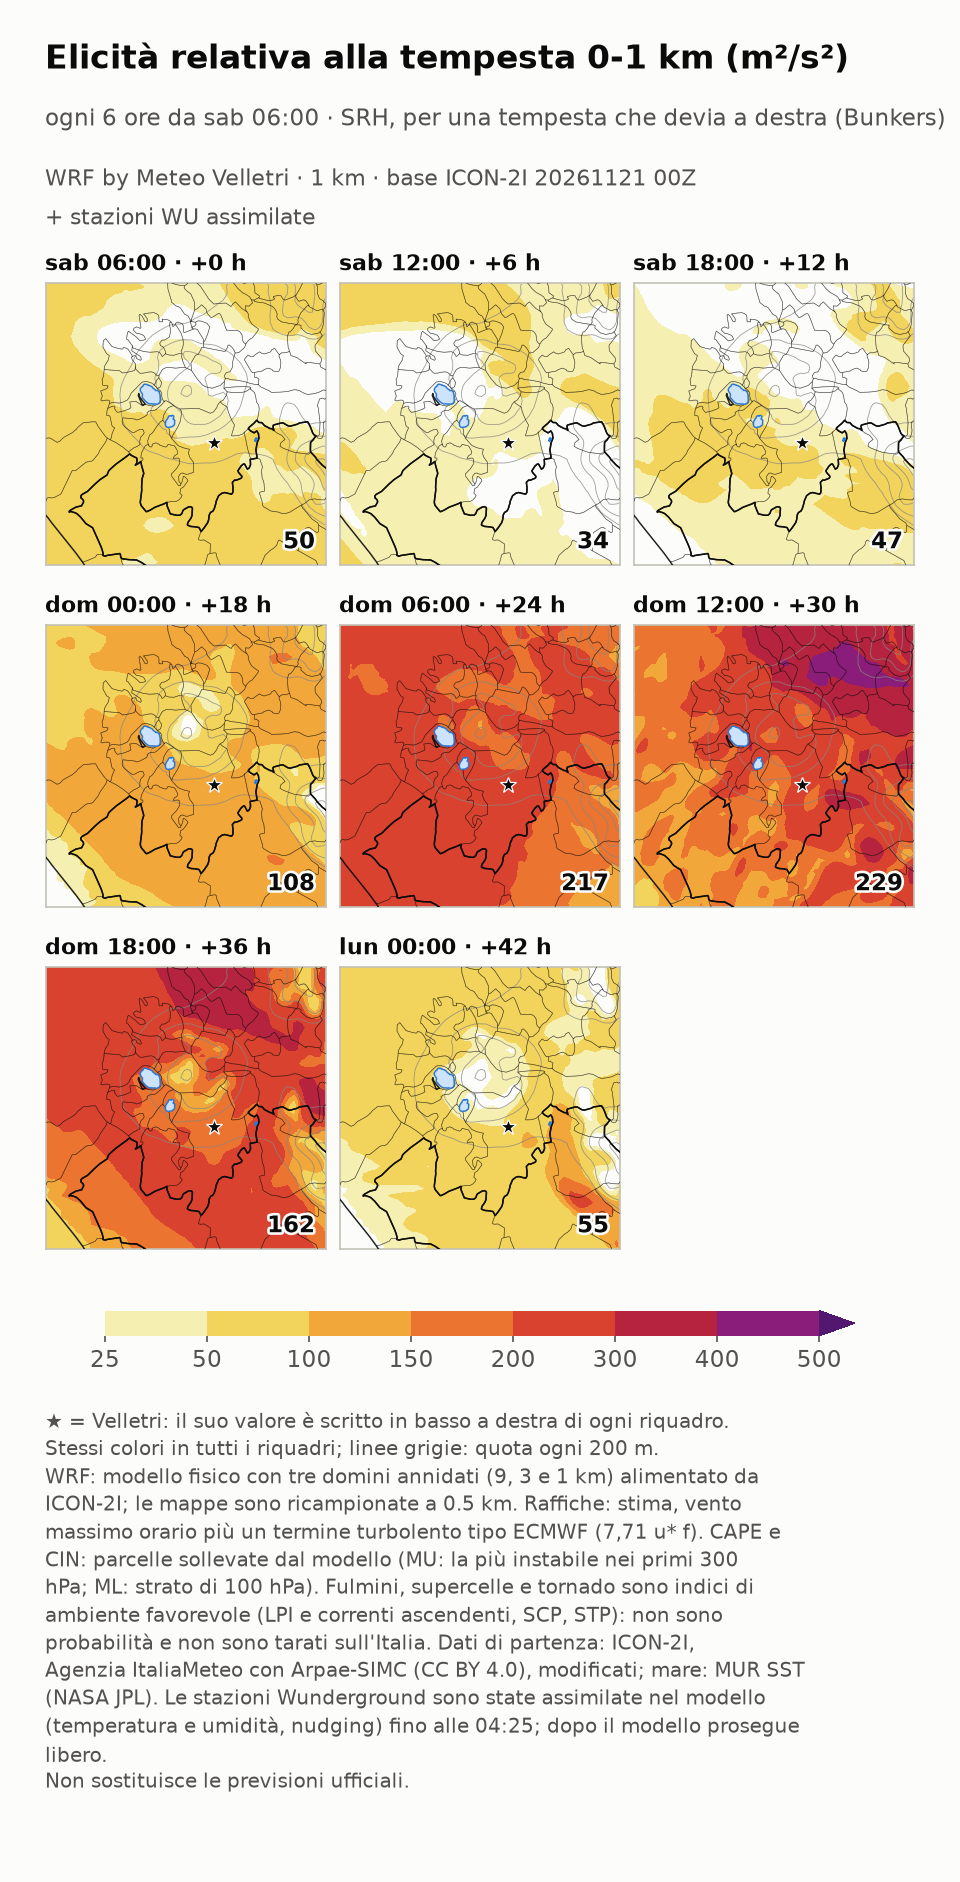 Elicità relativa alla tempesta 0-1 km (m²/s²)
ogni 6 ore da sab 06:00 · SRH, per una tempesta che devia a destra (Bunkers)
WRF by Meteo Velletri · 1 km · base ICON-2I 20261121 00Z
+ stazioni WU assimilate
sab 06:00 · +0 h
sab 12:00 · +6 h
sab 18:00 · +12 h
50
34
47
dom 00:00 · +18 h
dom 06:00 · +24 h
dom 12:00 · +30 h
108
217
229
dom 18:00 · +36 h
lun 00:00 · +42 h
162
55
25 50 100 150 200 300 400 500
★ = Velletri: il suo valore è scritto in basso a destra di ogni riquadro.
Stessi colori in tutti i riquadri; linee grigie: quota ogni 200 m.
WRF: modello fisico con tre domini annidati (9, 3 e 1 km) alimentato da
ICON-2I; le mappe sono ricampionate a 0.5 km. Raffiche: stima, vento
massimo orario più un termine turbolento tipo ECMWF (7,71 u* f). CAPE e
CIN: parcelle sollevate dal modello (MU: la più instabile nei primi 300
hPa; ML: strato di 100 hPa). Fulmini, supercelle e tornado sono indici di
ambiente favorevole (LPI e correnti ascendenti, SCP, STP): non sono
probabilità e non sono tarati sull'Italia. Dati di partenza: ICON-2I,
Agenzia ItaliaMeteo con Arpae-SIMC (CC BY 4.0), modificati; mare: MUR SST
(NASA JPL). Le stazioni Wunderground sono state assimilate nel modello
(temperatura e umidità, nudging) fino alle 04:25; dopo il modello prosegue
libero.
Non sostituisce le previsioni ufficiali.